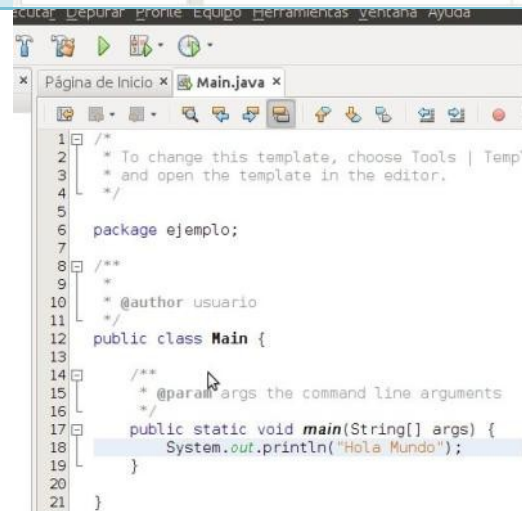 Depurar Profile Equipo Herramientas Ventana Ayuda
Página de Inicio × Main.java ×
1 /*
2 * To change this template, choose Tools | Templ
3 * and open the template in the editor.
4 */
5
6 package ejemplo;
7
8 /**
9 *
10 * @author usuario
11 */
12 public class Main {
13
14 /**
15 * @param args the command line arguments
16 */
17 public static void main(String[] args) {
18 System.out.println("Hola Mundo");
19 }
20
21 }